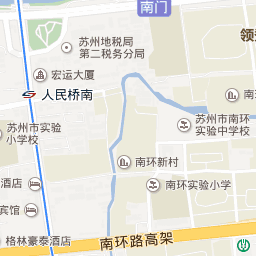 南门
领
苏州地税局
第二税务分局
宏运大厦
人民桥南
南
苏州市实验
小学校
苏州市南环
实验中学校
南环新村
酒店
南环实验小学
宾馆
格林豪泰酒店
南环路高架